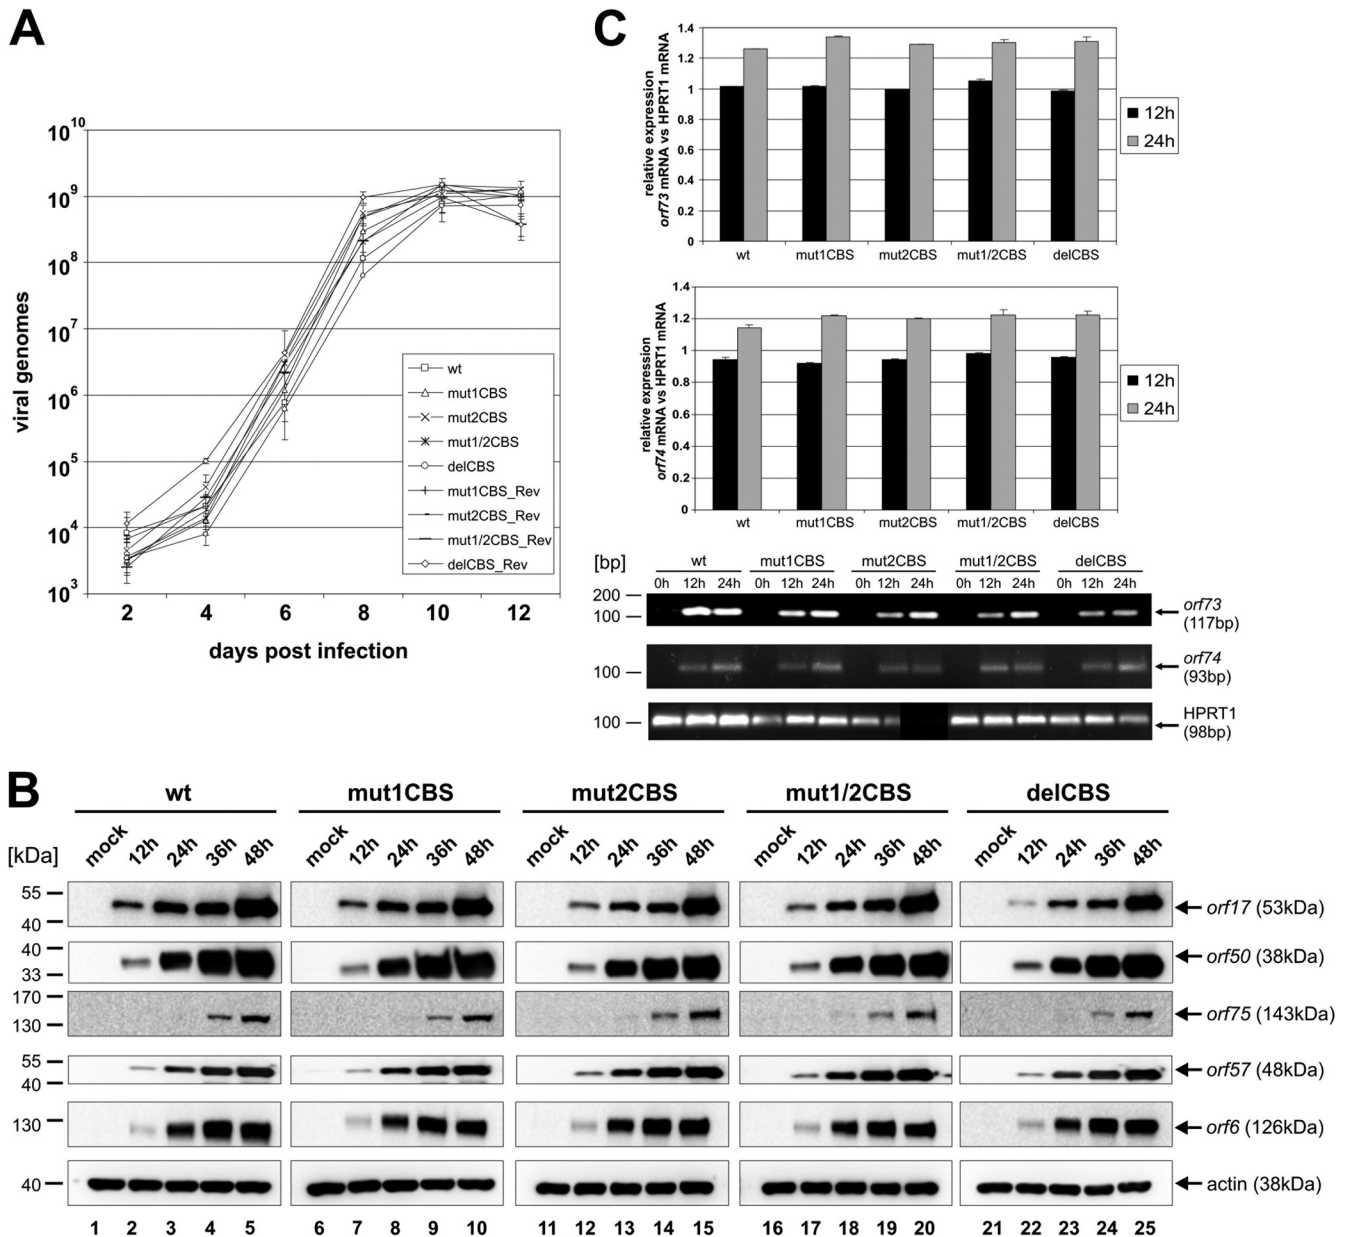 A
10^10
10^9
10^8
10^7
10^6
10^5
10^4
10^3
viral genomes
2 4 6 8 10 12
days post infection
wt
mut1CBS
mut2CBS
mut1/2CBS
delCBS
mut1CBS_Rev
mut2CBS_Rev
mut1/2CBS_Rev
delCBS_Rev
C
relative expression
orf73 mRNA vs HPRT1 mRNA
1.4
1.2
1
0.8
0.6
0.4
0.2
0
wt mut1CBS mut2CBS mut1/2CBS delCBS
12h
24h
relative expression
orf74 mRNA vs HPRT1 mRNA
1.4
1.2
1
0.8
0.6
0.4
0.2
0
wt mut1CBS mut2CBS mut1/2CBS delCBS
12h
24h
[bp] wt mut1CBS mut2CBS mut1/2CBS delCBS
0h 12h 24h 0h 12h 24h 0h 12h 24h 0h 12h 24h 0h 12h 24h
200
100
orf73
(117bp)
100
orf74
(93bp)
100
HPRT1
(98bp)
B
wt mut1CBS mut2CBS mut1/2CBS delCBS
[kDa] mock 12h 24h 36h 48h mock 12h 24h 36h 48h mock 12h 24h 36h 48h mock 12h 24h 36h 48h mock 12h 24h 36h 48h
55
40
orf17 (53kDa)
40
33
orf50 (38kDa)
170
130
orf75 (143kDa)
55
40
orf57 (48kDa)
130
orf6 (126kDa)
40
actin (38kDa)
1 2 3 4 5 6 7 8 9 10 11 12 13 14 15 16 17 18 19 20 21 22 23 24 25